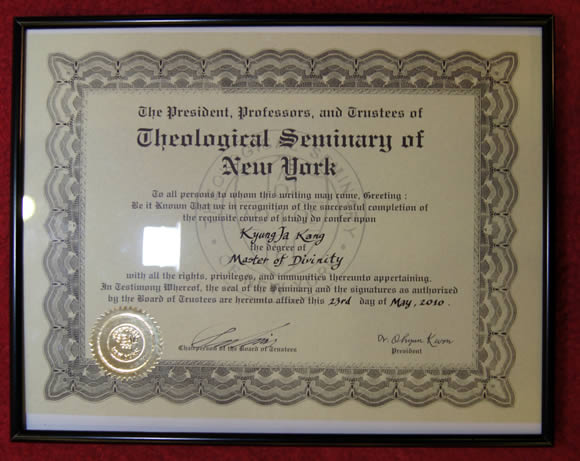 The President, Professors, and Trustees of
Theological Seminary of
New York
To all persons to whom this writing may come, Greeting :
Be it Known That we in recognition of the successful completion of
the requisite course of study do confer upon
KyungJa Kang
the degree of
Master of Divinity
with all the rights, privileges, and immunities thereunto appertaining.
In Testimony Whereof, the seal of the Seminary and the signatures as authorized
by the Board of Trustees are hereunto affixed this 23rd day of May, 2010.
Chairperson of the Board of Trustees
Dr. Ohyun Kwon
President